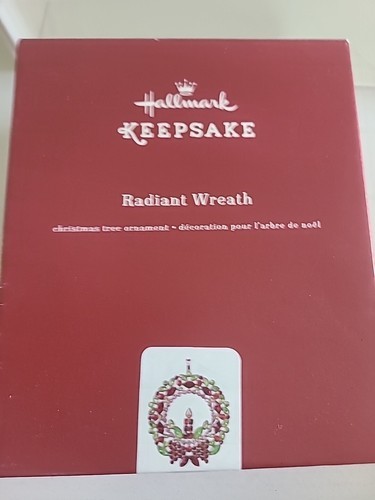 Hallmark
KEEPSAKE
Radiant Wreath
christmas tree ornament • décoration pour l'arbre de noël